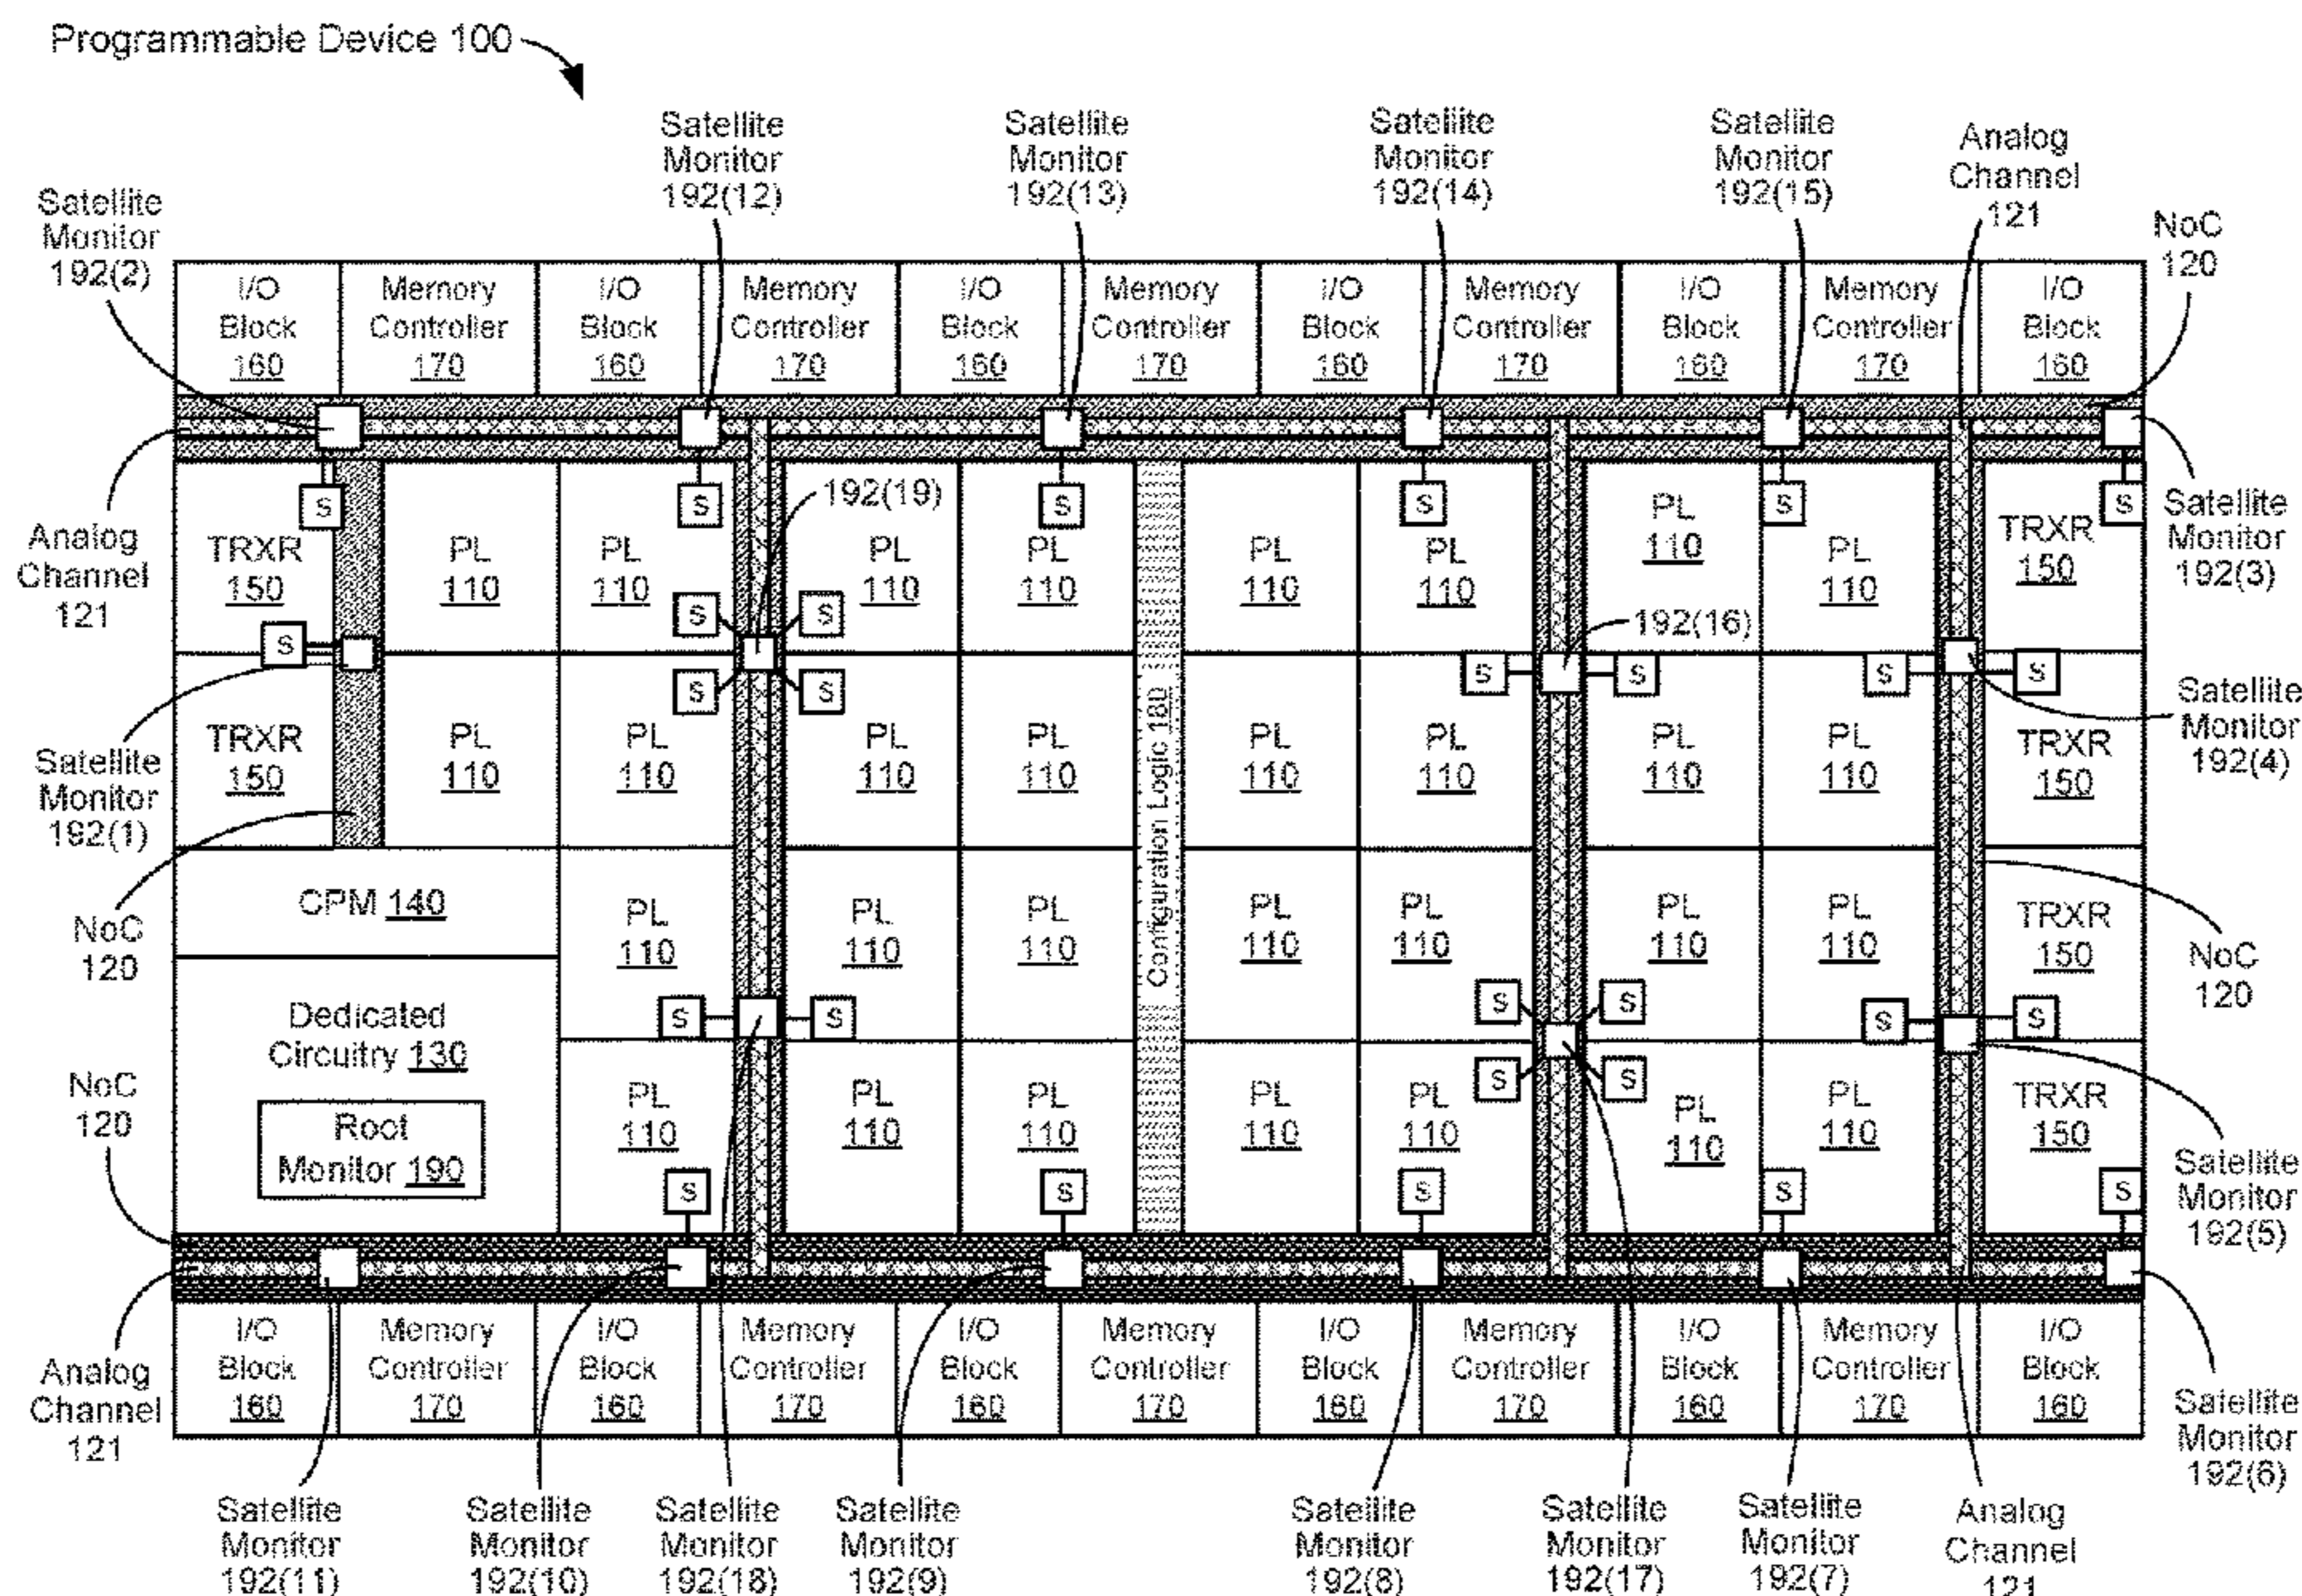 Programmable Device 100
Satellite
Monitor
192(12)
Satellite
Monitor
192(13)
Satellite
Monitor
192(14)
Satellite
Monitor
192(15)
Analog
Channel
121
NoC
120
Satellite
Monitor
192(2)
I/O
Block
160
Memory
Controller
170
I/O
Block
160
Memory
Controller
170
I/O
Block
160
Memory
Controller
170
I/O
Block
160
Memory
Controller
170
I/O
Block
160
Memory
Controller
170
I/O
Block
160
S
S
S
S
S
S
Analog
Channel
121
Satellite
Monitor
192(3)
192(19)
TRXR
150
PL
110
PL
110
PL
110
PL
110
PL
110
PL
110
PL
110
PL
110
TRXR
150
S
S
S
S
S
192(16)
S
S
S
S
Satellite
Monitor
192(1)
Satellite
Monitor
192(4)
TRXR
150
PL
110
PL
110
PL
110
PL
110
Configuration Logic 180
PL
110
PL
110
PL
110
PL
110
TRXR
150
NoC
120
CPM 140
PL
110
PL
110
PL
110
PL
110
PL
110
PL
110
PL
110
TRXR
150
NoC
120
S
S
S
S
S
S
S
S
Dedicated
Circuitry 130
Root
Monitor 190
NoC
120
PL
110
PL
110
PL
110
PL
110
PL
110
PL
110
PL
110
TRXR
150
S
S
S
S
S
Satellite
Monitor
192(5)
Analog
Channel
121
I/O
Block
160
Memory
Controller
170
I/O
Block
160
Memory
Controller
170
I/O
Block
160
Memory
Controller
170
I/O
Block
160
Memory
Controller
170
I/O
Block
160
Memory
Controller
170
I/O
Block
160
Satellite
Monitor
192(6)
Satellite
Monitor
192(11)
Satellite
Monitor
192(10)
Satellite
Monitor
192(18)
Satellite
Monitor
192(9)
Satellite
Monitor
192(8)
Satellite
Monitor
192(17)
Satellite
Monitor
192(7)
Analog
Channel
121